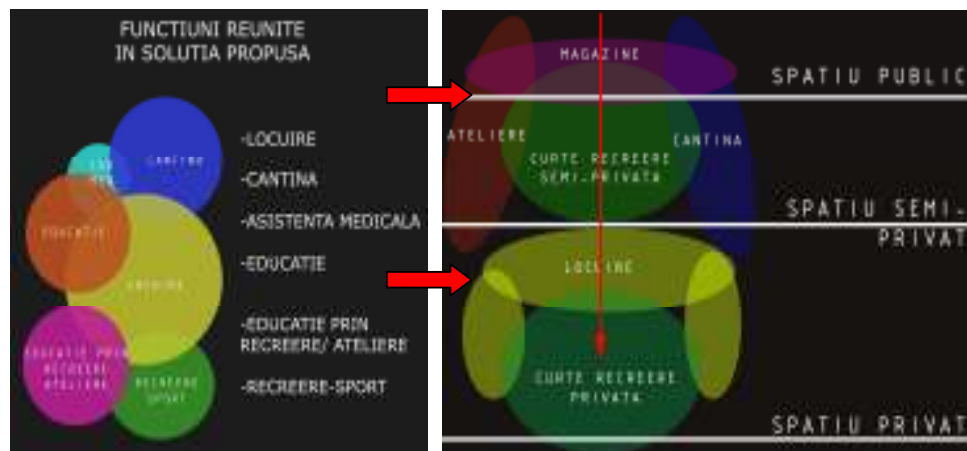 FUNCTIUNI REUNITE
IN SOLUTIA PROPUSA
CANTINA
EDUCATIE
LOCUIRE
EDUCATIE PRIN
RECREERE
ATELIERE
RECREERE
SPORT
-LOCUIRE
-CANTINA
-ASISTENTA MEDICALA
-EDUCATIE
-EDUCATIE PRIN
RECREERE/ ATELIERE
-RECREERE-SPORT
MAGAZINE
SPATIU PUBLIC
ATELIERE
CANTINA
CURTE RECREERE
SEMI-PRIVATA
SPATIU SEMI-
PRIVAT
LOCUIRE
CURTE RECREERE
PRIVATA
SPATIU PRIVAT